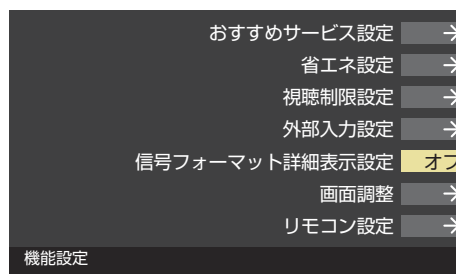 おすすめサービス設定 →
省エネ設定 →
視聴制限設定 →
外部入力設定 →
信号フォーマット詳細表示設定 オフ
画面調整 →
リモコン設定 →
機能設定